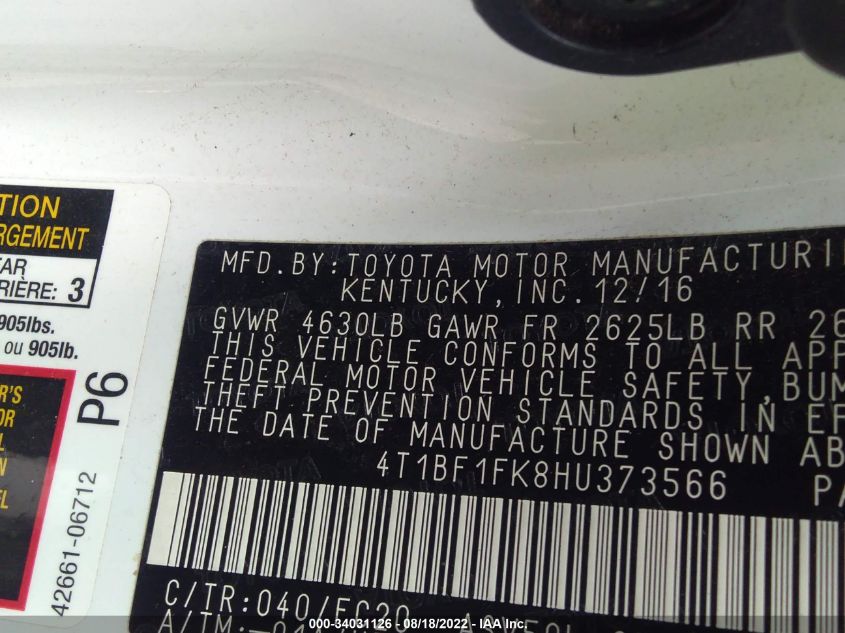 TION
RGEMENT
RIÈRE: 3
905lbs.
ou 905lb.
P6
42661-06712
MFD.BY:TOYOTA MOTOR MANUFACTURI
KENTUCKY,INC.12/16
GVWR 4630LB GAWR FR 2625LB RR 26
THIS VEHICLE CONFORMS TO ALL APP
FEDERAL MOTOR VEHICLE SAFETY,BUM
THEFT PREVENTION STANDARDS IN EF
THE DATE OF MANUFACTURE SHOWN AB
4T1BF1FK8HU373566 PA
C/TR:040/FC20
000-34031126 - 08/18/2022 - IAA Inc.